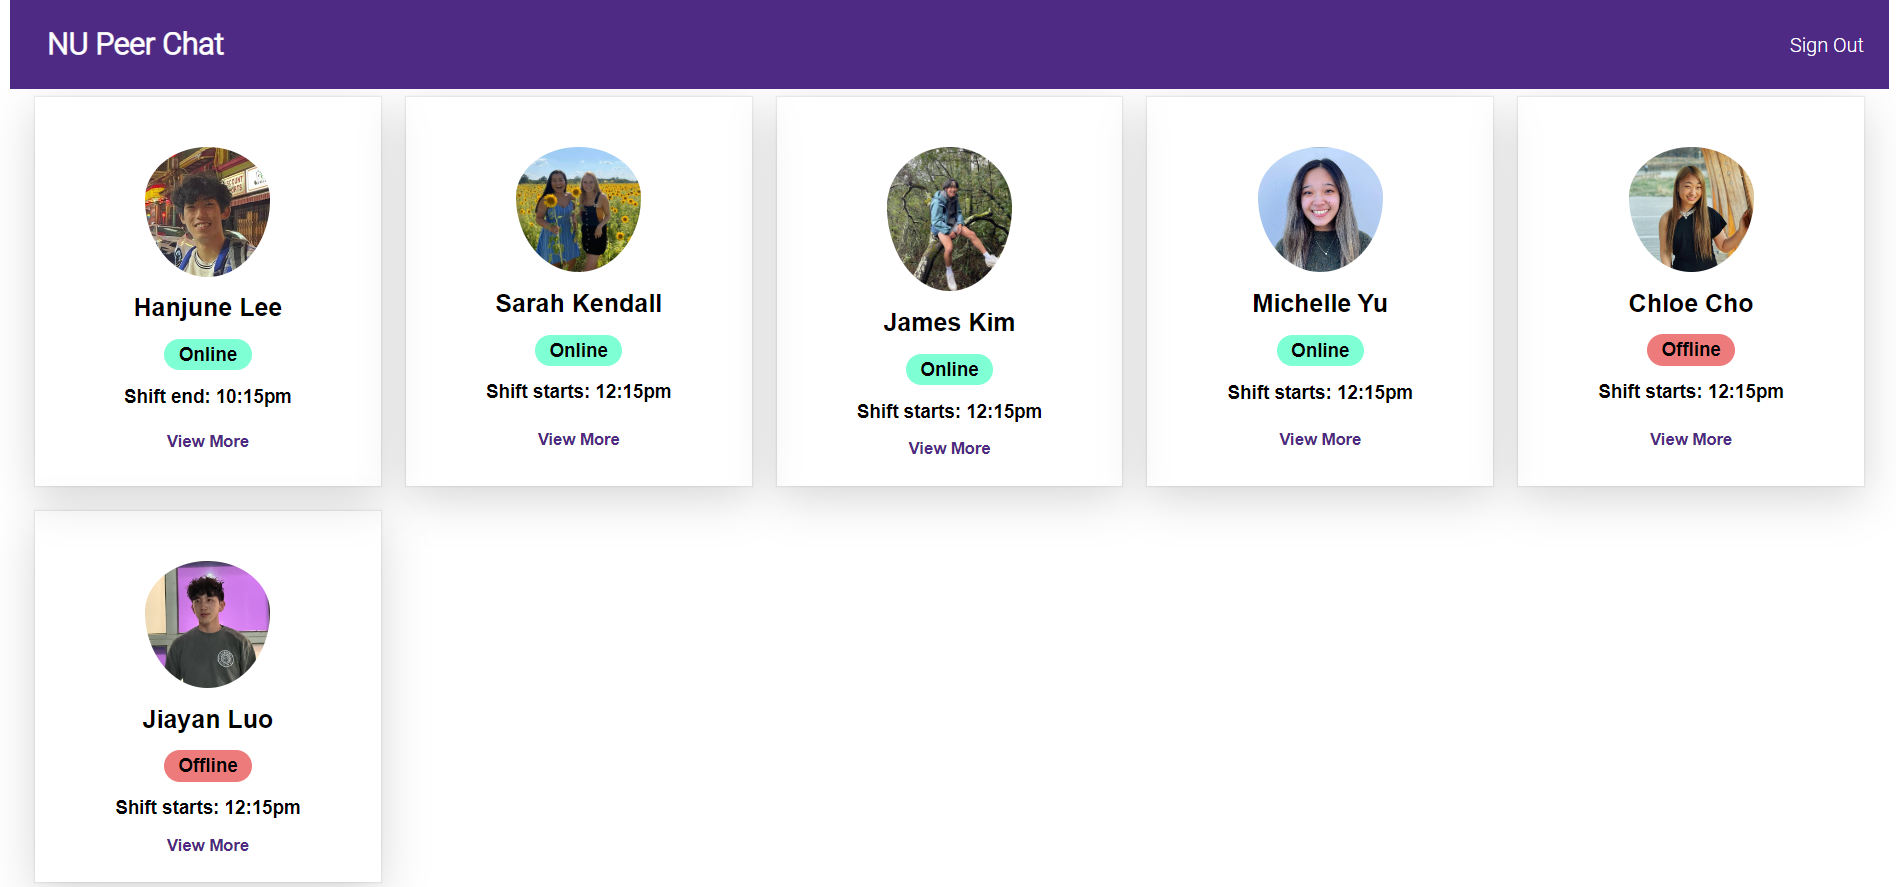 NU Peer Chat
Sign Out
Hanjune Lee
Online
Shift end: 10:15pm
View More
Sarah Kendall
Online
Shift starts: 12:15pm
View More
James Kim
Online
Shift starts: 12:15pm
View More
Michelle Yu
Online
Shift starts: 12:15pm
View More
Chloe Cho
Offline
Shift starts: 12:15pm
View More
Jiayan Luo
Offline
Shift starts: 12:15pm
View More